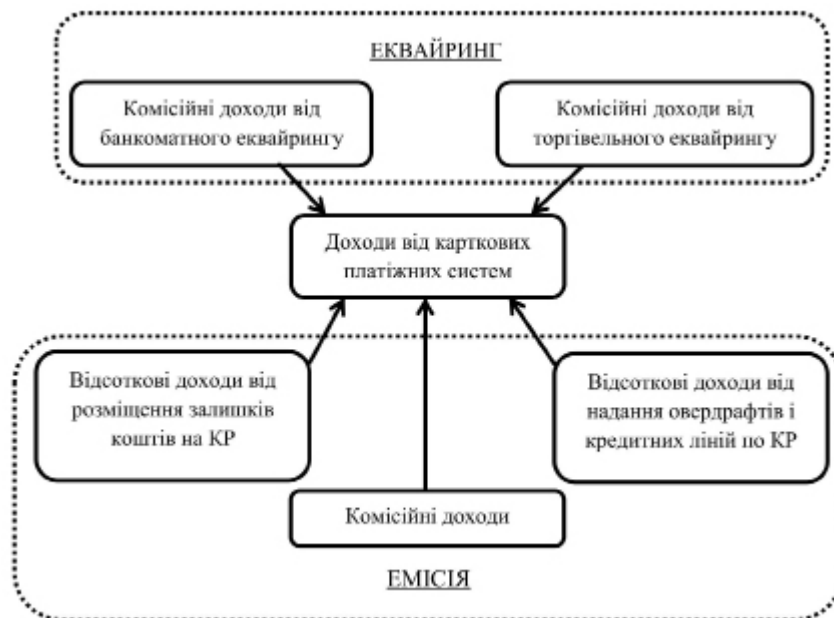 ЕКВАЙРИНГ
Комісійні доходи від
банкоматного еквайрингу
Комісійні доходи від
торгівельного еквайрингу
Доходи від карткових
платіжних систем
Відсоткові доходи від
розміщення залишків
коштів на КР
Відсоткові доходи від
надання овердрафтів і
кредитних ліній по КР
Комісійні доходи
ЕМІСІЯ